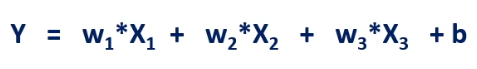 Y = w₁*X₁ + w₂*X₂ + w₃*X₃ + b